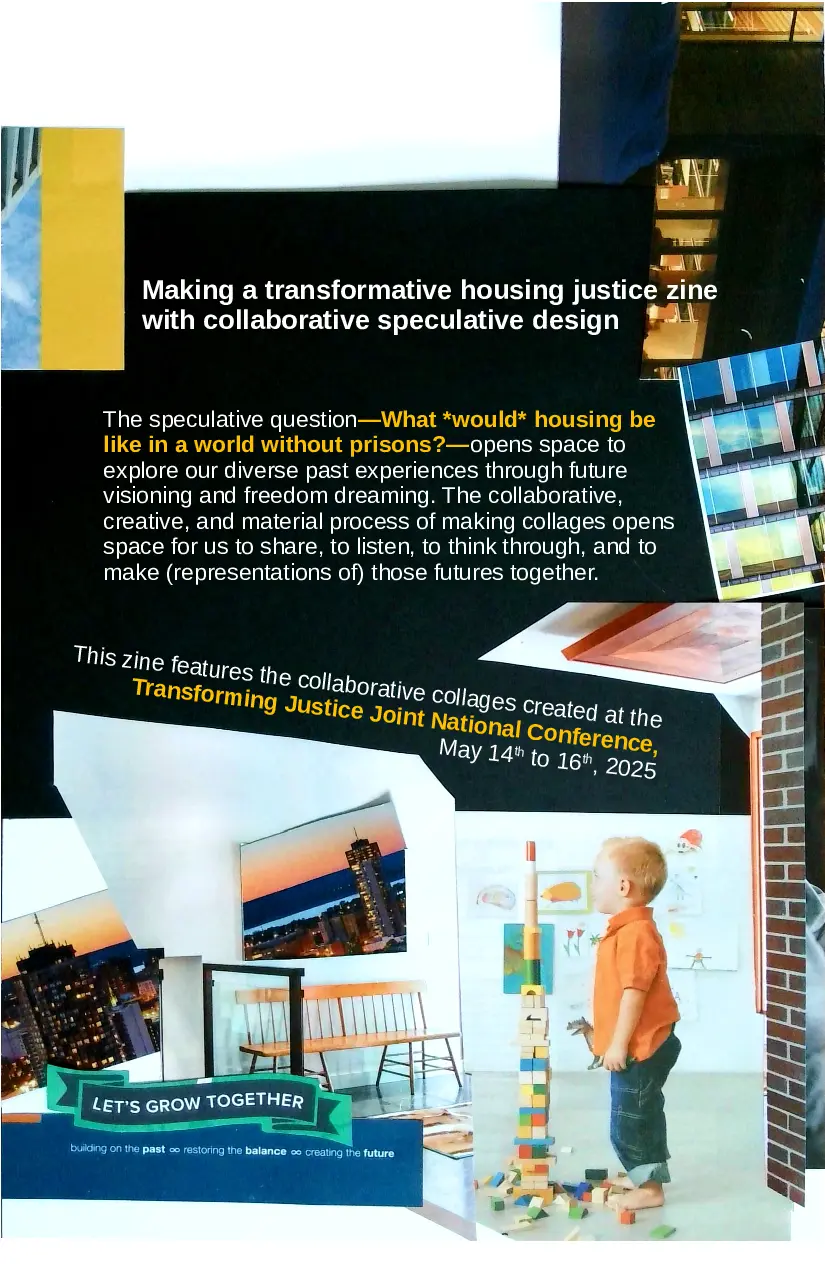 Making a transformative housing justice zine
with collaborative speculative design
The speculative question—What *would* housing be
like in a world without prisons?—opens space to
explore our diverse past experiences through future
visioning and freedom dreaming. The collaborative,
creative, and material process of making collages opens
space for us to share, to listen, to think through, and to
make (representations of) those futures together.
This zine features the collaborative collages created at the
Transforming Justice Joint National Conference,
May 14th to 16th, 2025
LET'S GROW TOGETHER
building on the past ∞ restoring the balance ∞ creating the future